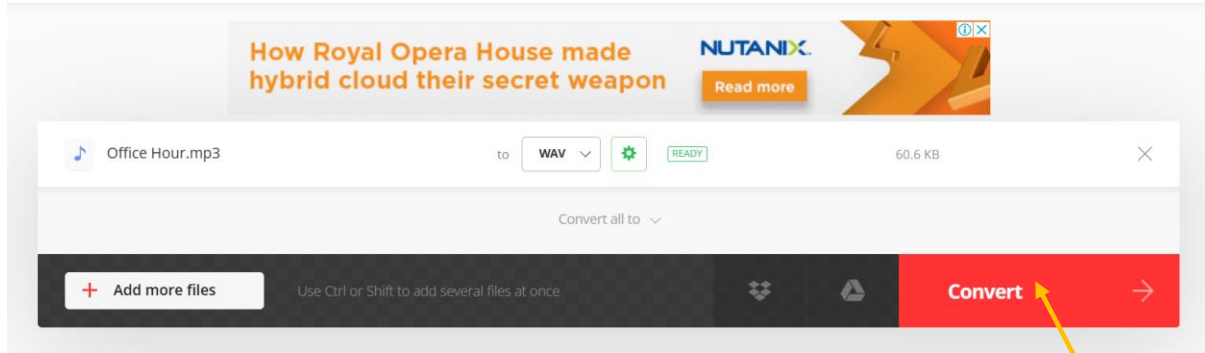 How Royal Opera House made
hybrid cloud their secret weapon
NUTANIX.
Read more
Office Hour.mp3 to WAV READY 60.6 KB
Convert all to
Add more files Use Ctrl or Shift to add several files at once Convert